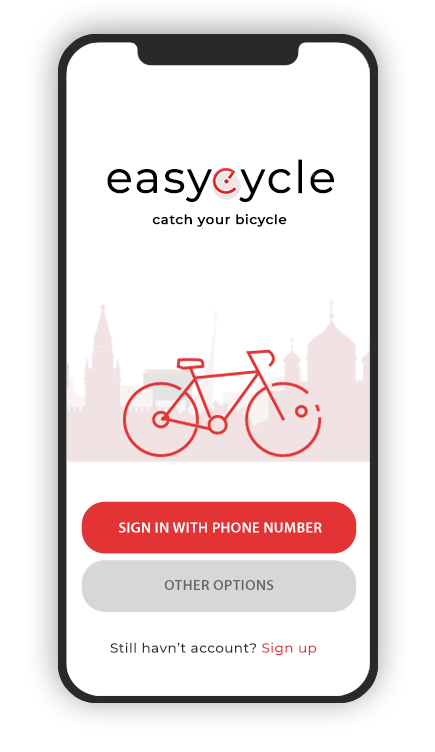 easycycle
catch your bicycle
SIGN IN WITH PHONE NUMBER
OTHER OPTIONS
Still havn't account? Sign up